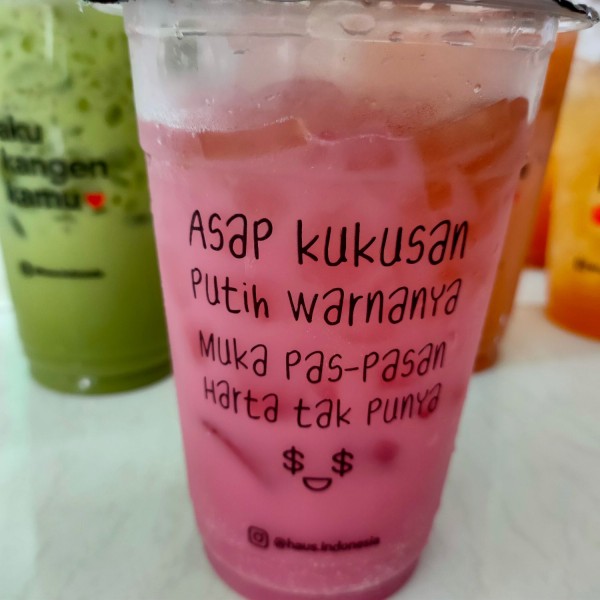 Asap kukusan
Putih warnanya
Muka pas-pasan
Harta tak punya
$ $
@haus.indonesia
aku
kangen
kamu